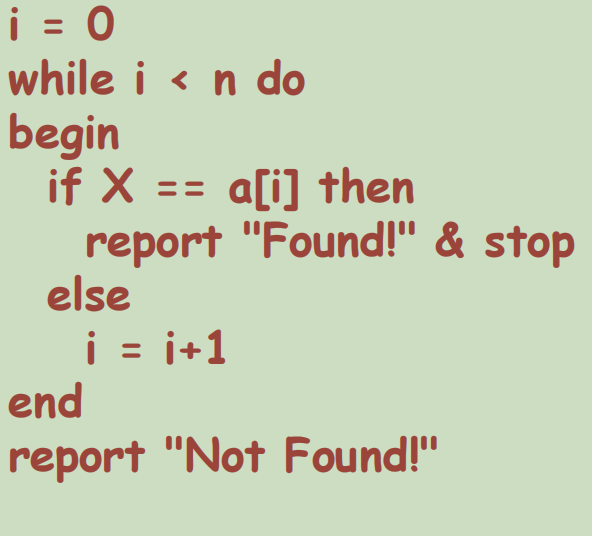 i = 0
while i < n do
begin
if X == a[i] then
report "Found!" & stop
else
i = i+1
end
report "Not Found!"